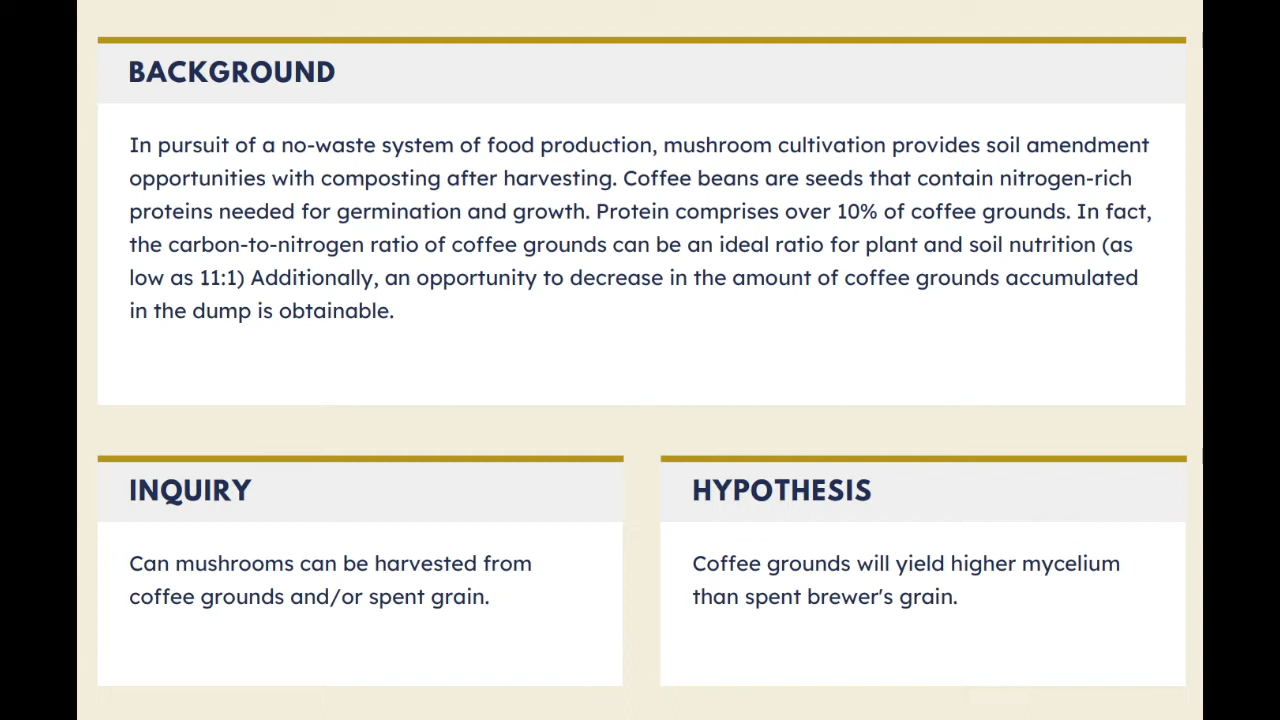 BACKGROUND
In pursuit of a no-waste system of food production, mushroom cultivation provides soil amendment
opportunities with composting after harvesting. Coffee beans are seeds that contain nitrogen-rich
proteins needed for germination and growth. Protein comprises over 10% of coffee grounds. In fact,
the carbon-to-nitrogen ratio of coffee grounds can be an ideal ratio for plant and soil nutrition (as
low as 11:1) Additionally, an opportunity to decrease in the amount of coffee grounds accumulated
in the dump is obtainable.
INQUIRY
Can mushrooms can be harvested from
coffee grounds and/or spent grain.
HYPOTHESIS
Coffee grounds will yield higher mycelium
than spent brewer's grain.